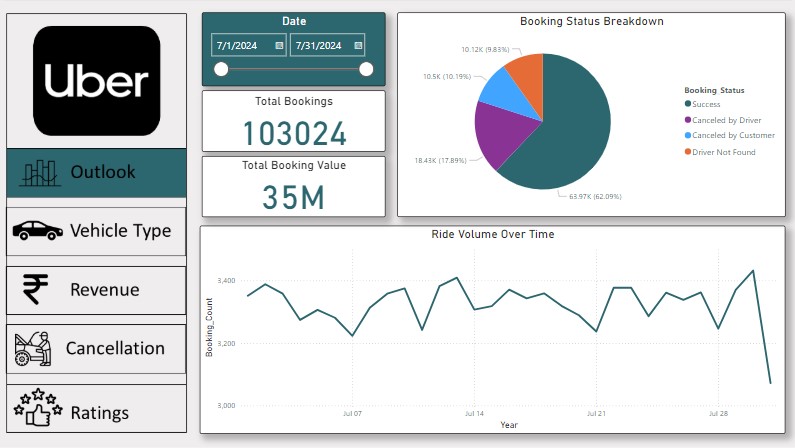 Uber
Outlook
Vehicle Type
Revenue
Cancellation
Ratings
Date
7/1/2024
7/31/2024
Total Bookings
103024
Total Booking Value
35M
Booking Status Breakdown
10.12K (9.83%)
10.5K (10.19%)
18.43K (17.89%)
63.97K (62.09%)
Booking Status
Success
Canceled by Driver
Canceled by Customer
Driver Not Found
Ride Volume Over Time
Booking_Count
3,400
3,200
3,000
Jul 07
Jul 14
Jul 21
Jul 28
Year